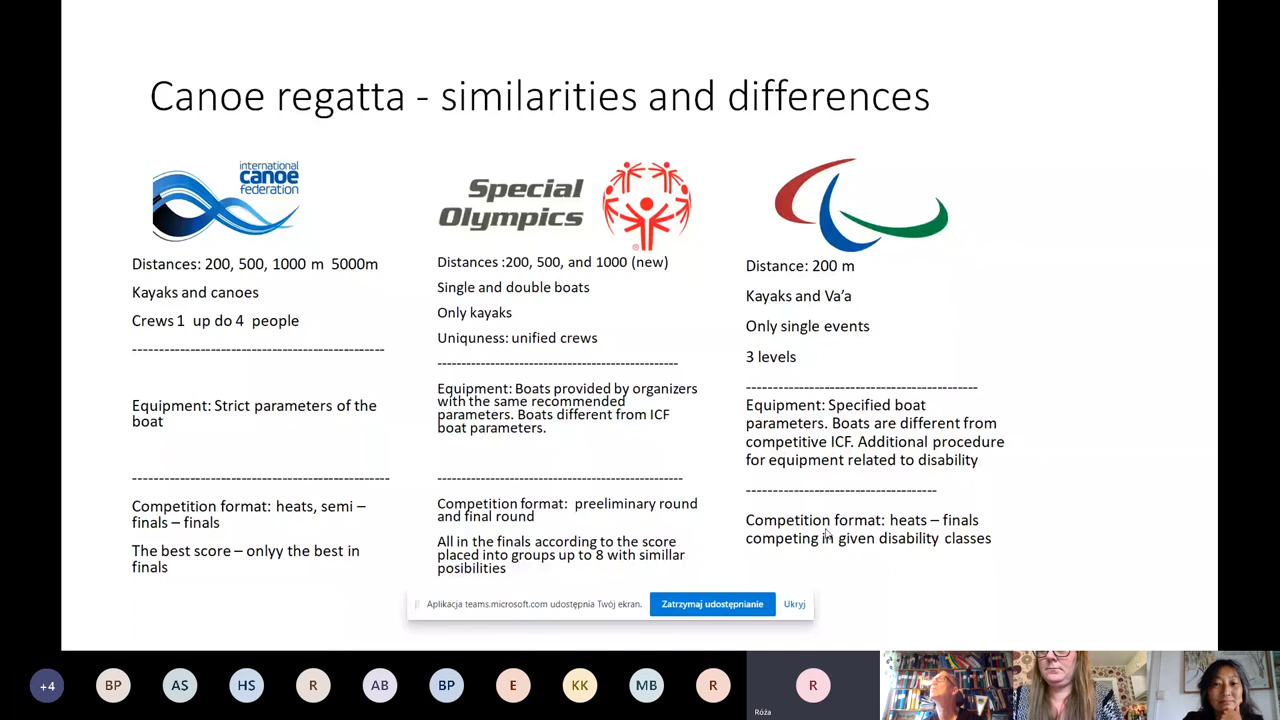 Canoe regatta - similarities and differences
international
canoe
federation
Distances: 200, 500, 1000 m 5000m
Kayaks and canoes
Crews 1 up do 4 people
--------------------------------------------------
Equipment: Strict parameters of the
boat
--------------------------------------------------
Competition format: heats, semi –
finals – finals
The best score – onlyy the best in
finals
Special
Olympics
®
Distances :200, 500, and 1000 (new)
Single and double boats
Only kayaks
Uniquness: unified crews
--------------------------------------------------
Equipment: Boats provided by organizers
with the same recommended
parameters. Boats different from ICF
boat parameters.
--------------------------------------------------
Competition format: preeliminary round
and final round
All in the finals according to the score
placed into groups up to 8 with simillar
posibilities
Distance: 200 m
Kayaks and Va’a
Only single events
3 levels
----------------------------------------------
Equipment: Specified boat
parameters. Boats are different from
competitive ICF. Additional procedure
for equipment related to disability
--------------------------------------
Competition format: heats – finals
competing in given disability classes
Aplikacja teams.microsoft.com udostępnia Twój ekran.
Zatrzymaj udostępnianie
Ukryj
+4
BP
AS
HS
R
AB
BP
E
KK
MB
R
R
Róża